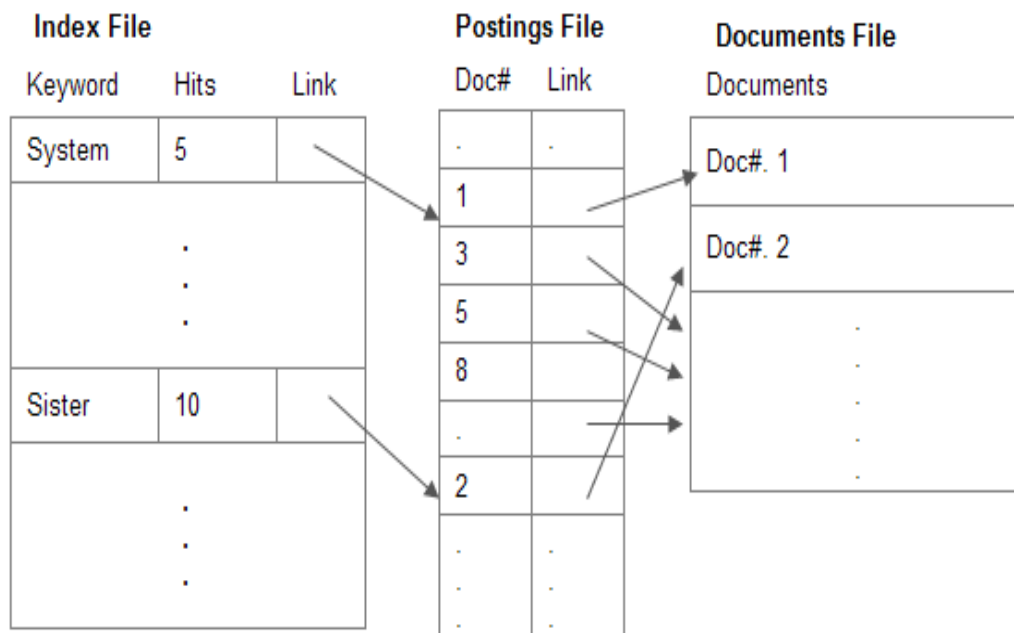 Index File
Keyword Hits Link
System 5
.
.
.
Sister 10
.
.
.
Postings File
Doc# Link
. .
1
3
5
8
.
2
. .
. .
. .
Documents File
Documents
Doc#. 1
Doc#. 2
.
.
.
.
.